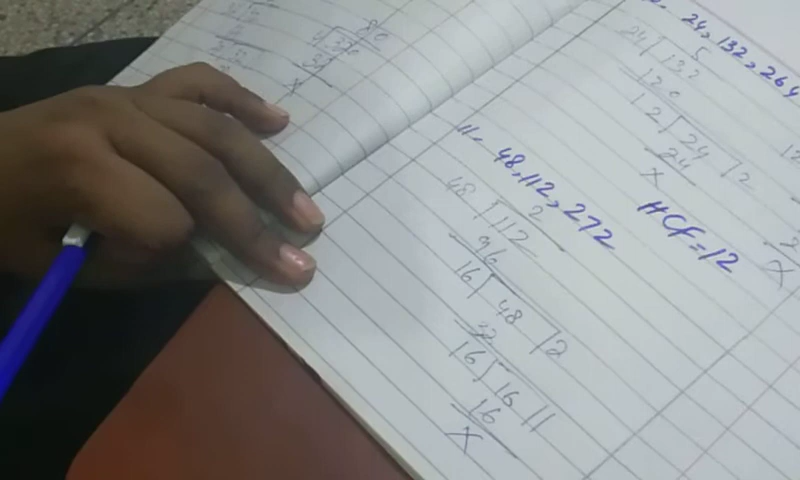 24, 132, 264
24 ⟌ 132 5
120
12 ⟌ 24 | 2
24
x
HCF = 12
11. 48, 112, 272
48 ⟌ 112 2
96
16 ⟌ 48 | 2
32
16 ⟌ 16 | 1
16
x